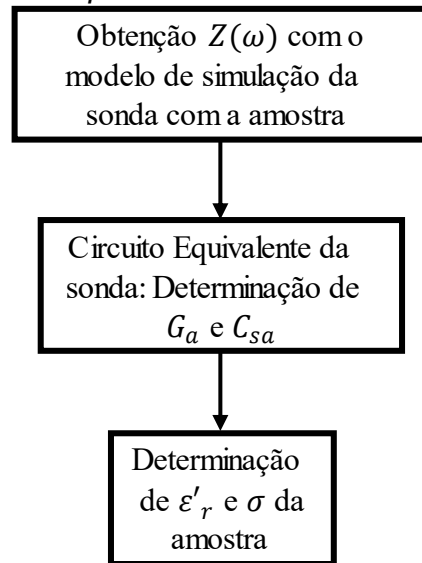 Obtenção Z(ω) com o
modelo de simulação da
sonda com a amostra
Circuito Equivalente da
sonda: Determinação de
Gₐ e Cₛₐ
Determinação
de ε′ᵣ e σ da
amostra